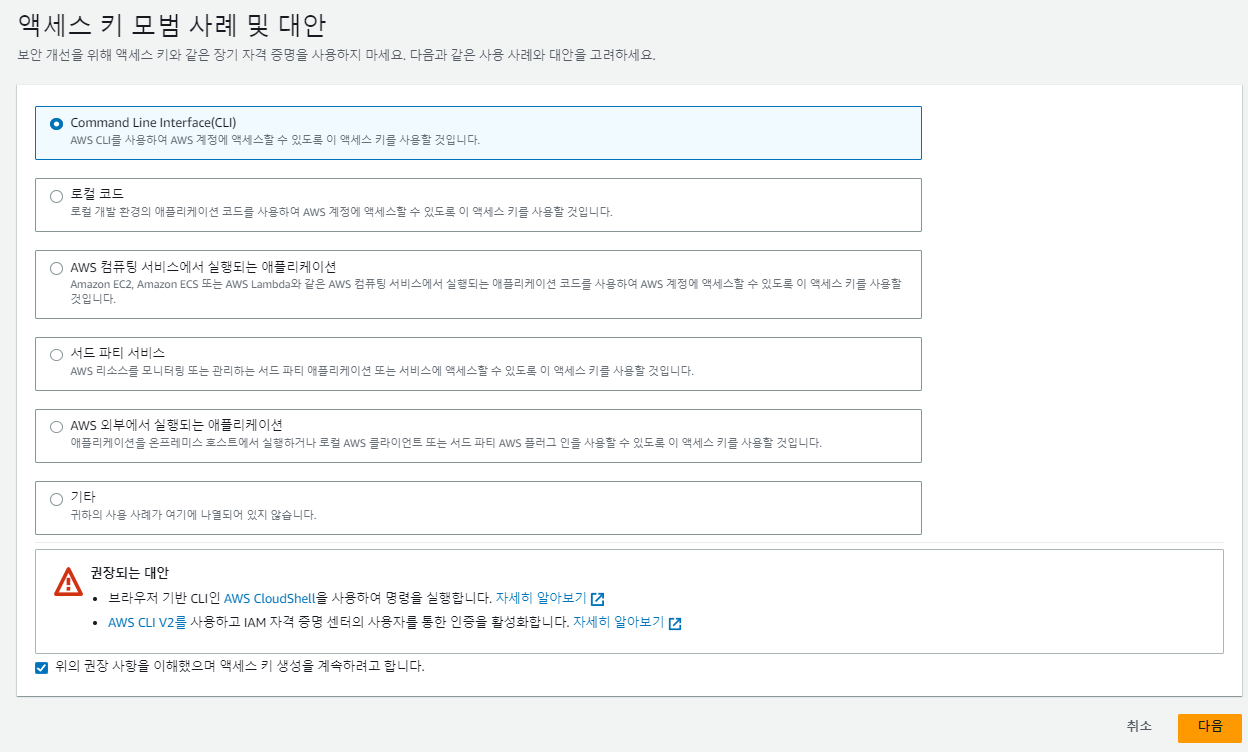 액세스 키 모범 사례 및 대안
보안 개선을 위해 액세스 키와 같은 장기 자격 증명을 사용하지 마세요. 다음과 같은 사용 사례와 대안을 고려하세요.
Command Line Interface(CLI)
AWS CLI를 사용하여 AWS 계정에 액세스할 수 있도록 이 액세스 키를 사용할 것입니다.
로컬 코드
로컬 개발 환경의 애플리케이션 코드를 사용하여 AWS 계정에 액세스할 수 있도록 이 액세스 키를 사용할 것입니다.
AWS 컴퓨팅 서비스에서 실행되는 애플리케이션
Amazon EC2, Amazon ECS 또는 AWS Lambda와 같은 AWS 컴퓨팅 서비스에서 실행되는 애플리케이션 코드를 사용하여 AWS 계정에 액세스할 수 있도록 이 액세스 키를 사용할
것입니다.
서드 파티 서비스
AWS 리소스를 모니터링 또는 관리하는 서드 파티 애플리케이션 또는 서비스에 액세스할 수 있도록 이 액세스 키를 사용할 것입니다.
AWS 외부에서 실행되는 애플리케이션
애플리케이션을 온프레미스 호스트에서 실행하거나 로컬 AWS 클라이언트 또는 서드 파티 AWS 플러그 인을 사용할 수 있도록 이 액세스 키를 사용할 것입니다.
기타
귀하의 사용 사례가 여기에 나열되어 있지 않습니다.
권장되는 대안
• 브라우저 기반 CLI인 AWS CloudShell을 사용하여 명령을 실행합니다. 자세히 알아보기
• AWS CLI V2를 사용하고 IAM 자격 증명 센터의 사용자를 통한 인증을 활성화합니다. 자세히 알아보기
위의 권장 사항을 이해했으며 액세스 키 생성을 계속하려고 합니다.
취소 다음